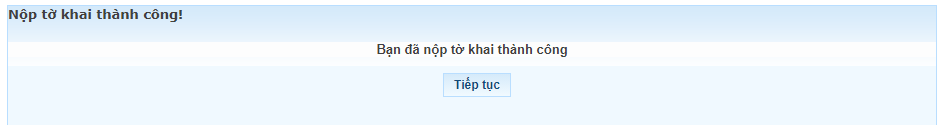 Nộp tờ khai thành công!
Bạn đã nộp tờ khai thành công
Tiếp tục